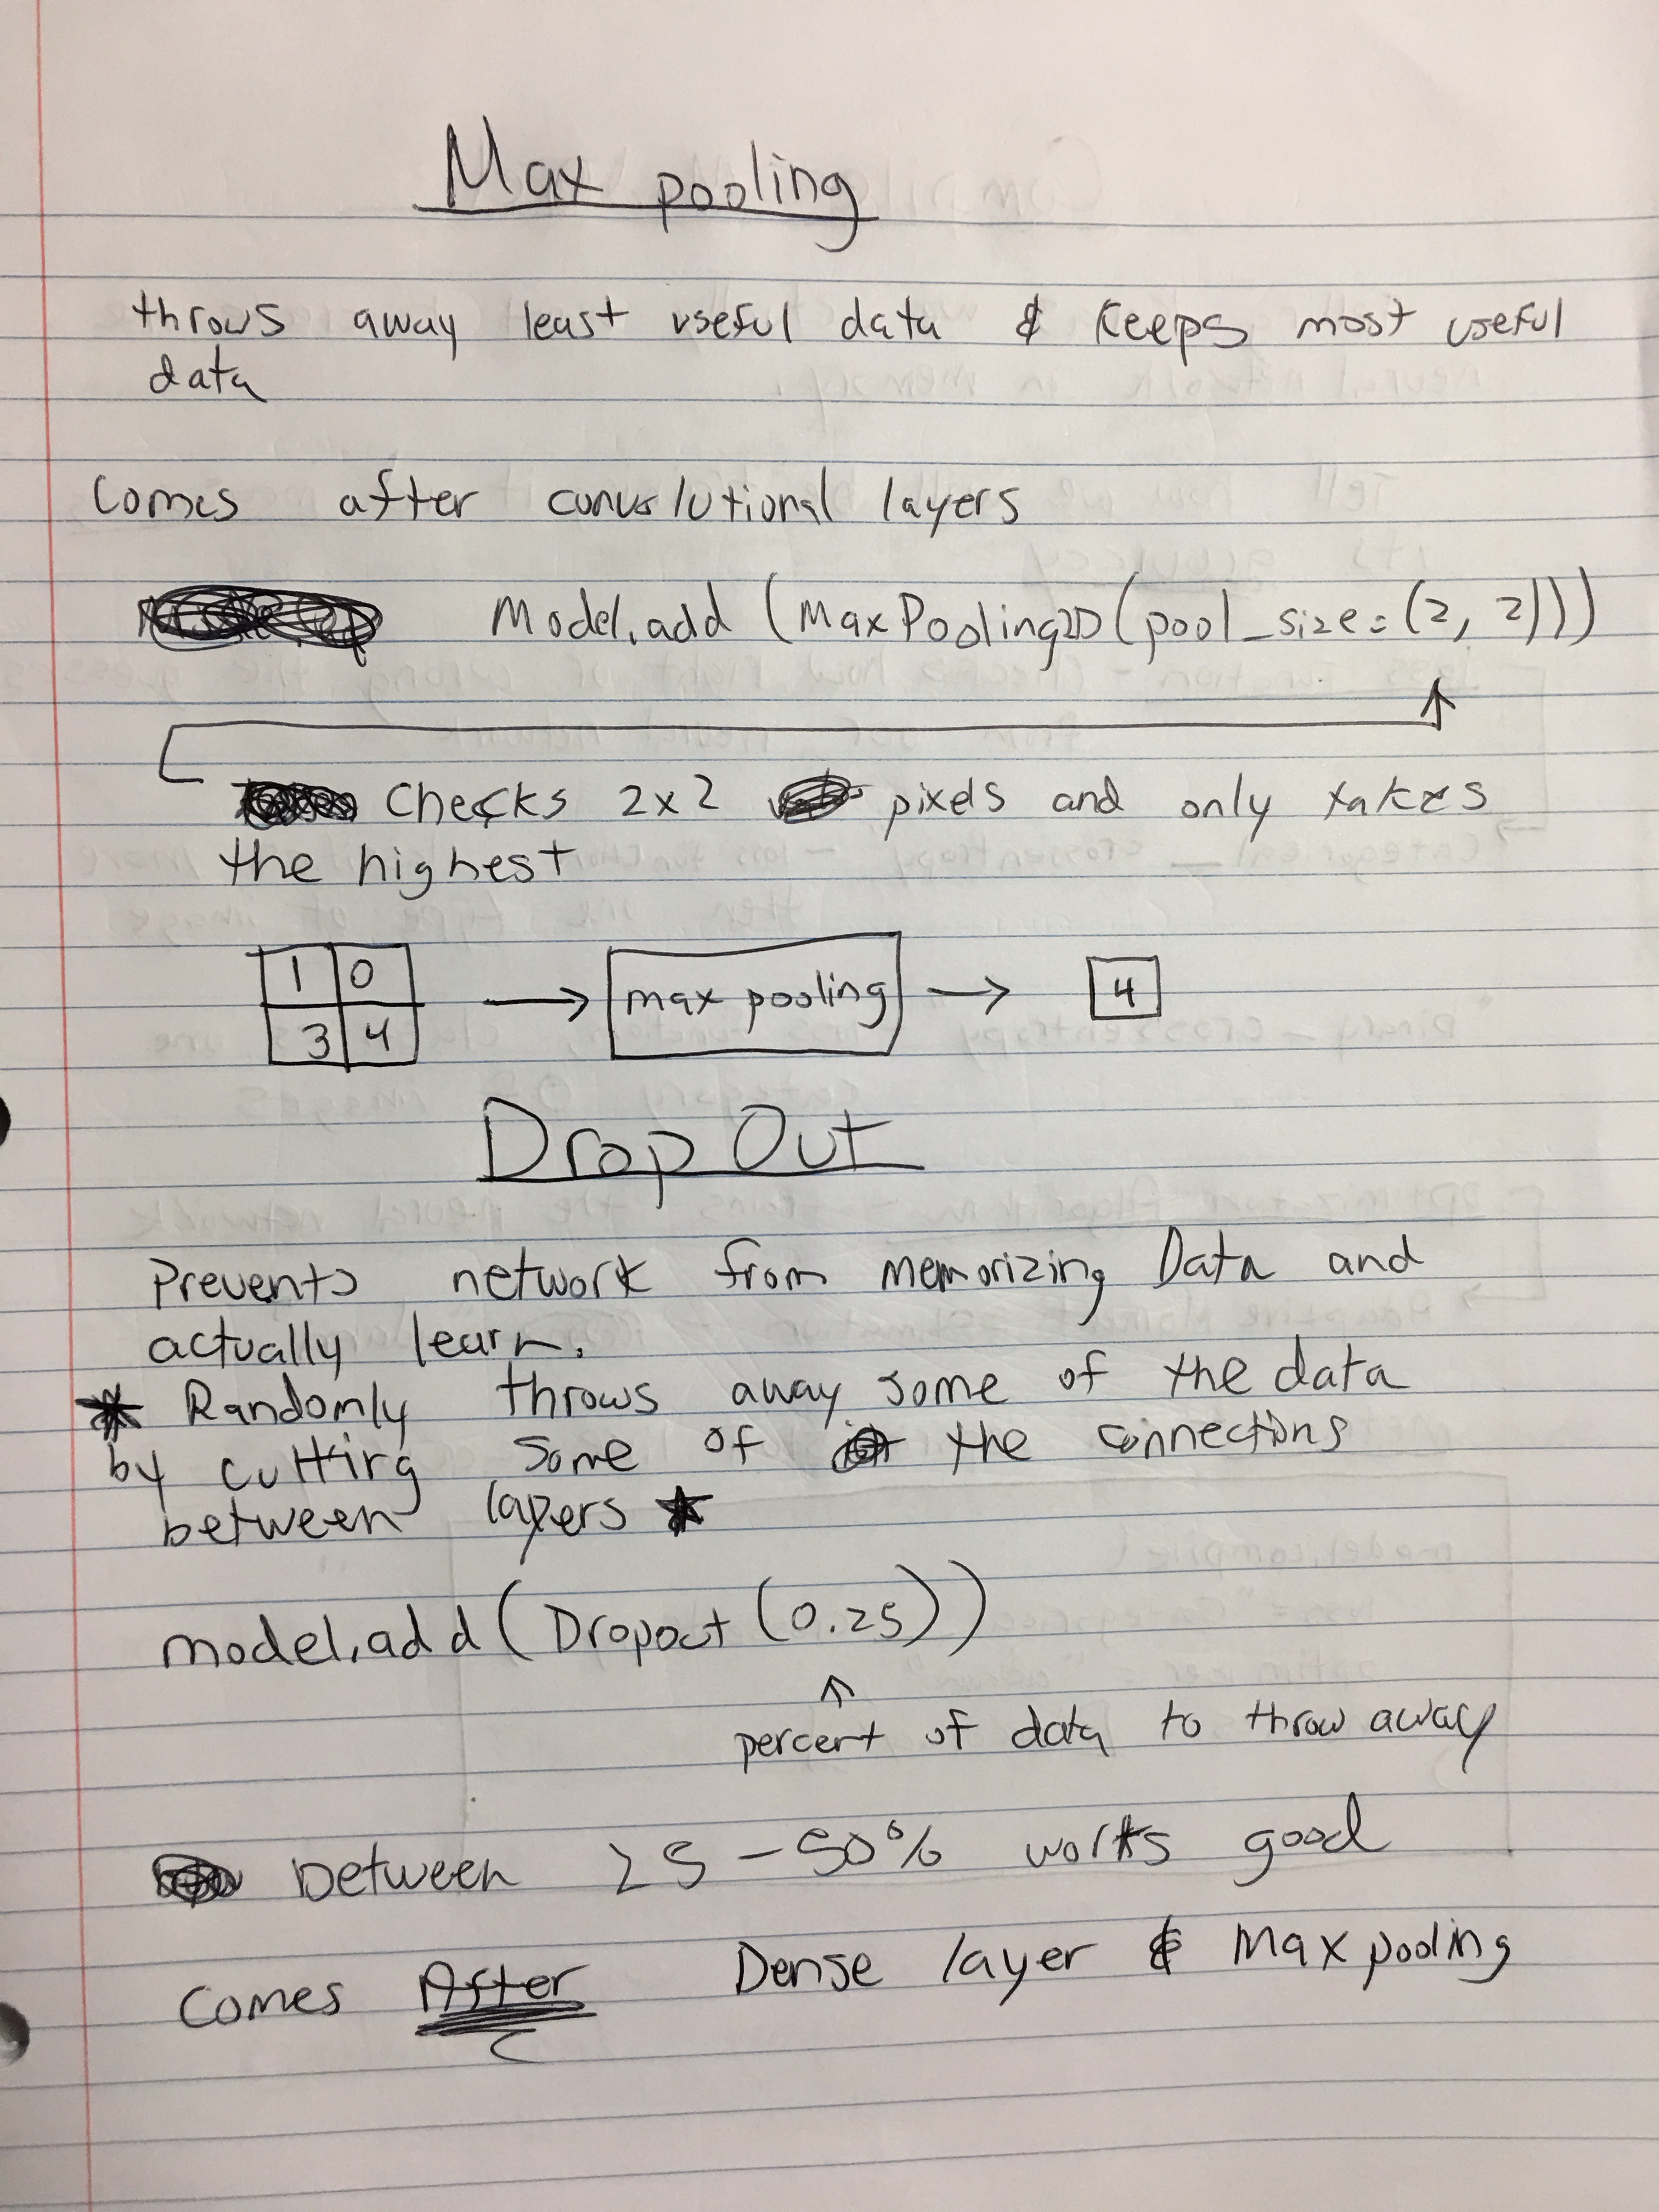 Max pooling
throws away least useful data & Keeps most useful
data
Comes after convolutional layers
Model.add (MaxPooling2D(pool_size=(2, 2)))
Checks 2x2 pixels and only takes
the highest
1 0
3 4
max pooling
4
Drop Out
Prevents network from memorizing Data and
actually learn.
Randomly throws away some of the data
by cutting some of the connections
between layers
model.add(Dropout(0.25))
percent of data to throw away
between 25-50% works good
Comes After Dense layer & Max pooling